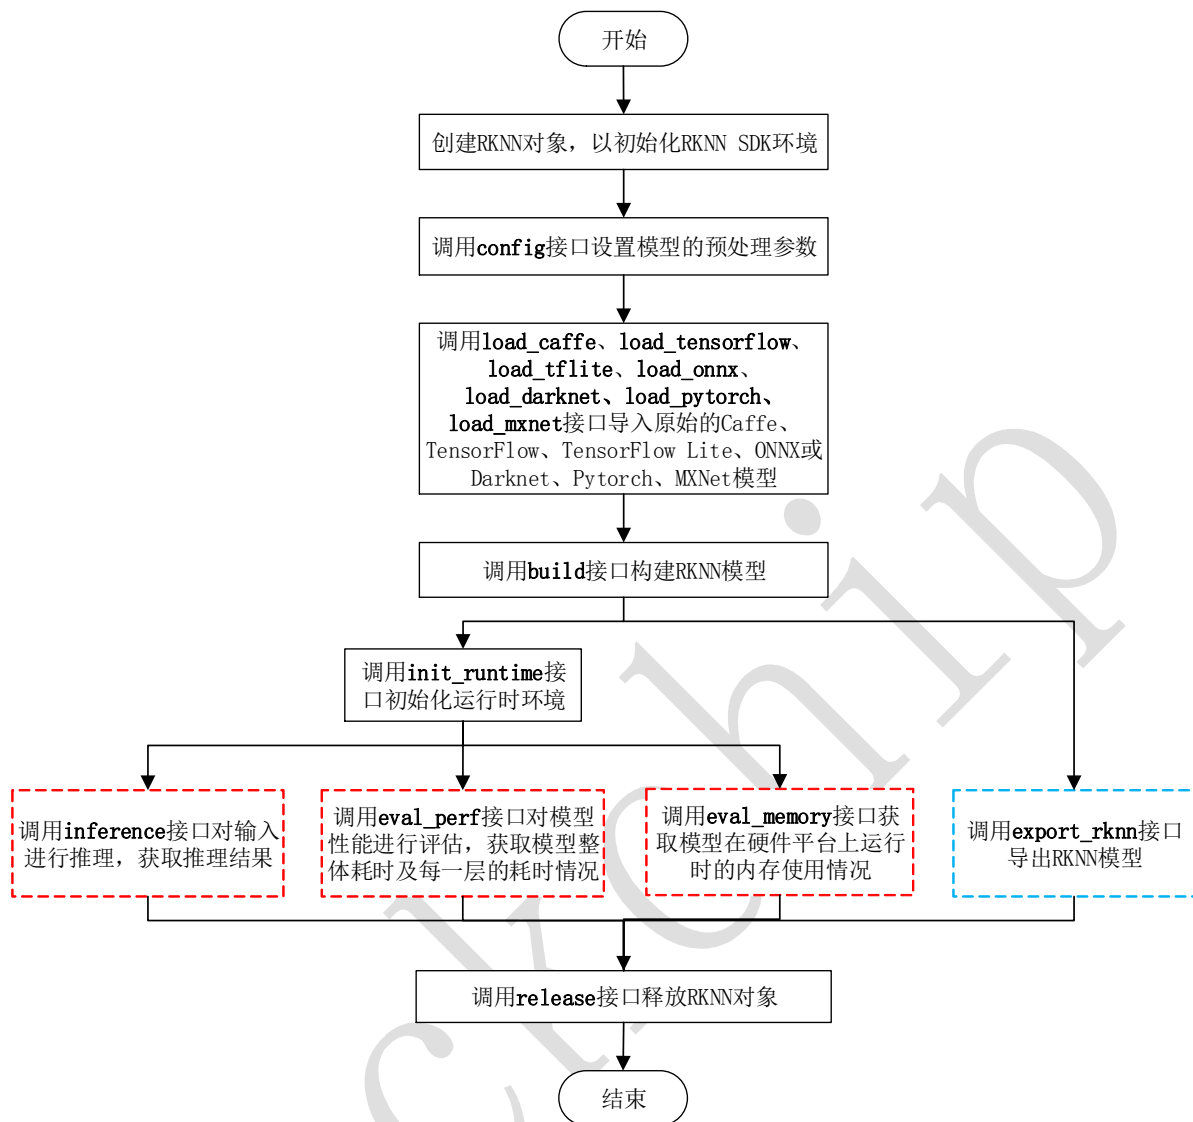 开始
创建RKNN对象，以初始化RKNN SDK环境
调用config接口设置模型的预处理参数
调用load_caffe、load_tensorflow、
load_tflite、load_onnx、
load_darknet、load_pytorch、
load_mxnet接口导入原始的Caffe、
TensorFlow、TensorFlow Lite、ONNX或
Darknet、Pytorch、MXNet模型
调用build接口构建RKNN模型
调用init_runtime接
口初始化运行时环境
调用inference接口对输入
进行推理，获取推理结果
调用eval_perf接口对模型
性能进行评估，获取模型整
体耗时及每一层的耗时情况
调用eval_memory接口获
取模型在硬件平台上运行
时的内存使用情况
调用export_rknn接口
导出RKNN模型
调用release接口释放RKNN对象
结束
ckchip